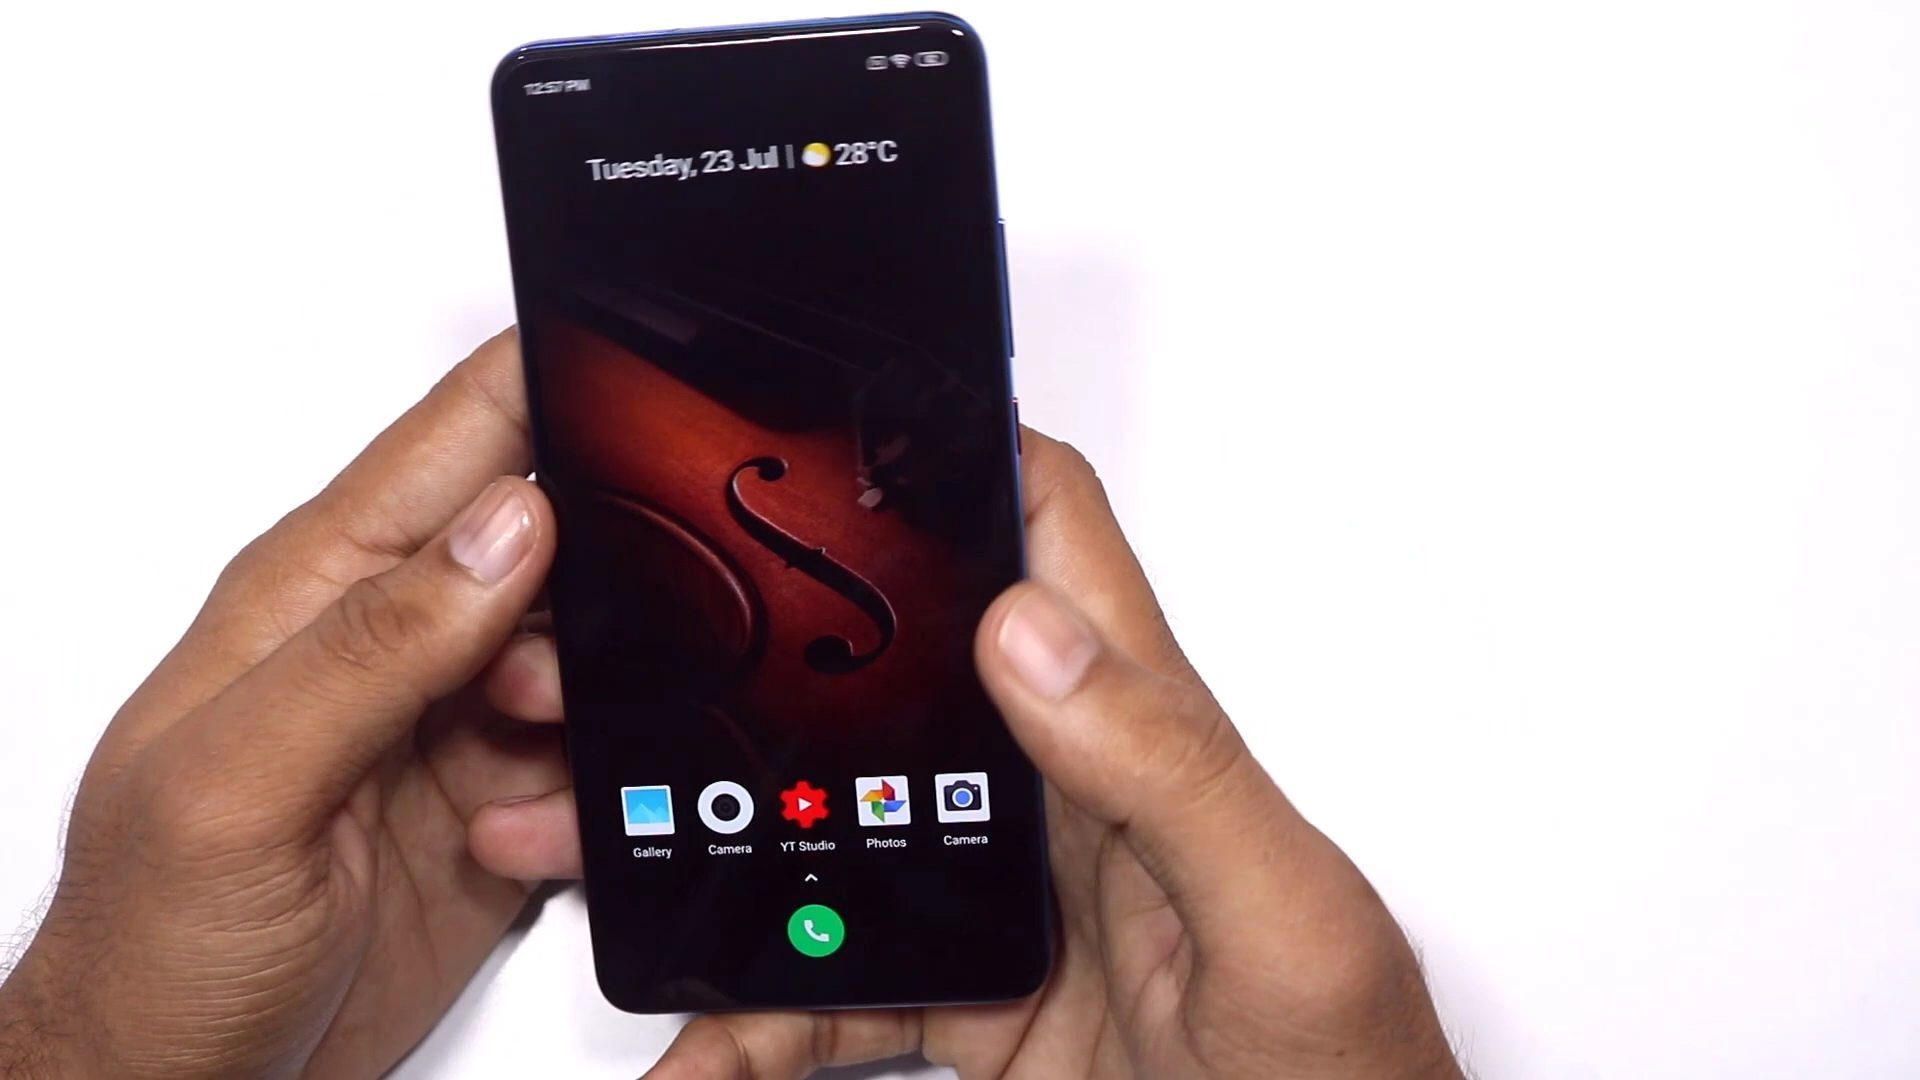 12:57 PM
Tuesday, 23 Jul | 28°C
Gallery
Camera
YT Studio
Photos
Camera